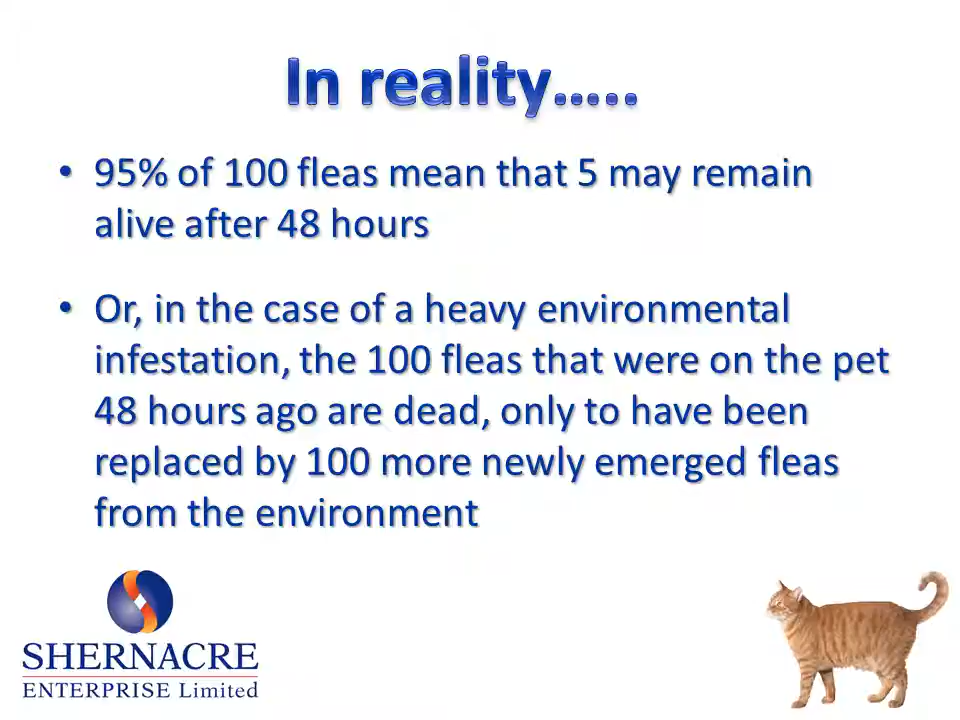 In reality.....
• 95% of 100 fleas mean that 5 may remain
alive after 48 hours
• Or, in the case of a heavy environmental
infestation, the 100 fleas that were on the pet
48 hours ago are dead, only to have been
replaced by 100 more newly emerged fleas
from the environment
SHERNACRE
ENTERPRISE Limited